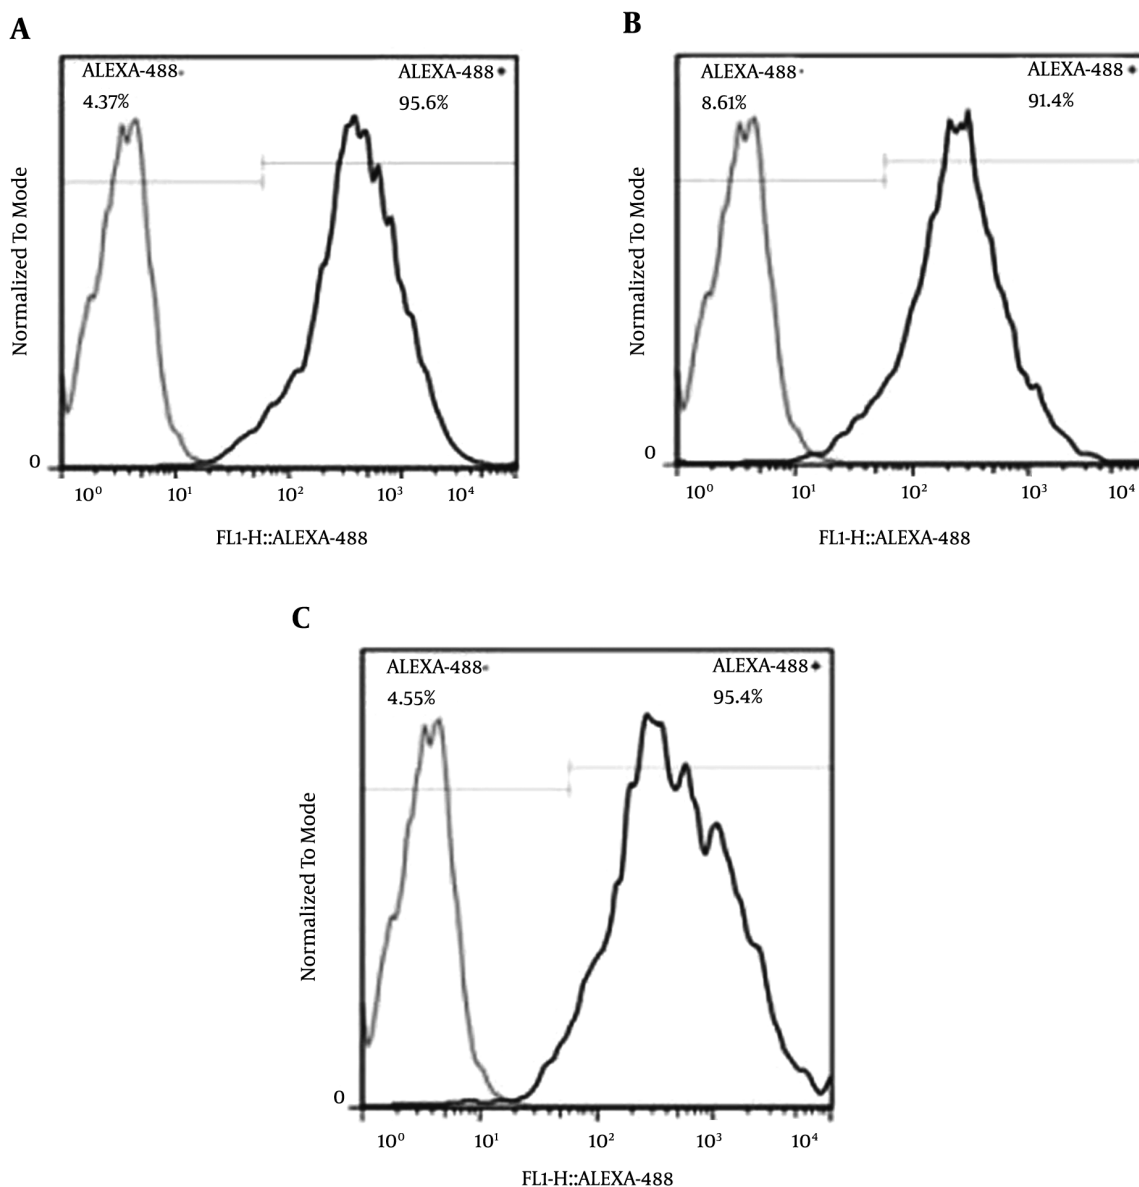 A
ALEXA-488
4.37%
ALEXA-488
95.6%
Normalized To Mode
0
10⁰ 10¹ 10² 10³ 10⁴
FL1-H::ALEXA-488
B
ALEXA-488
8.61%
ALEXA-488
91.4%
Normalized To Mode
0
10⁰ 10¹ 10² 10³ 10⁴
FL1-H::ALEXA-488
C
ALEXA-488
4.55%
ALEXA-488
95.4%
Normalized To Mode
0
10⁰ 10¹ 10² 10³ 10⁴
FL1-H::ALEXA-488